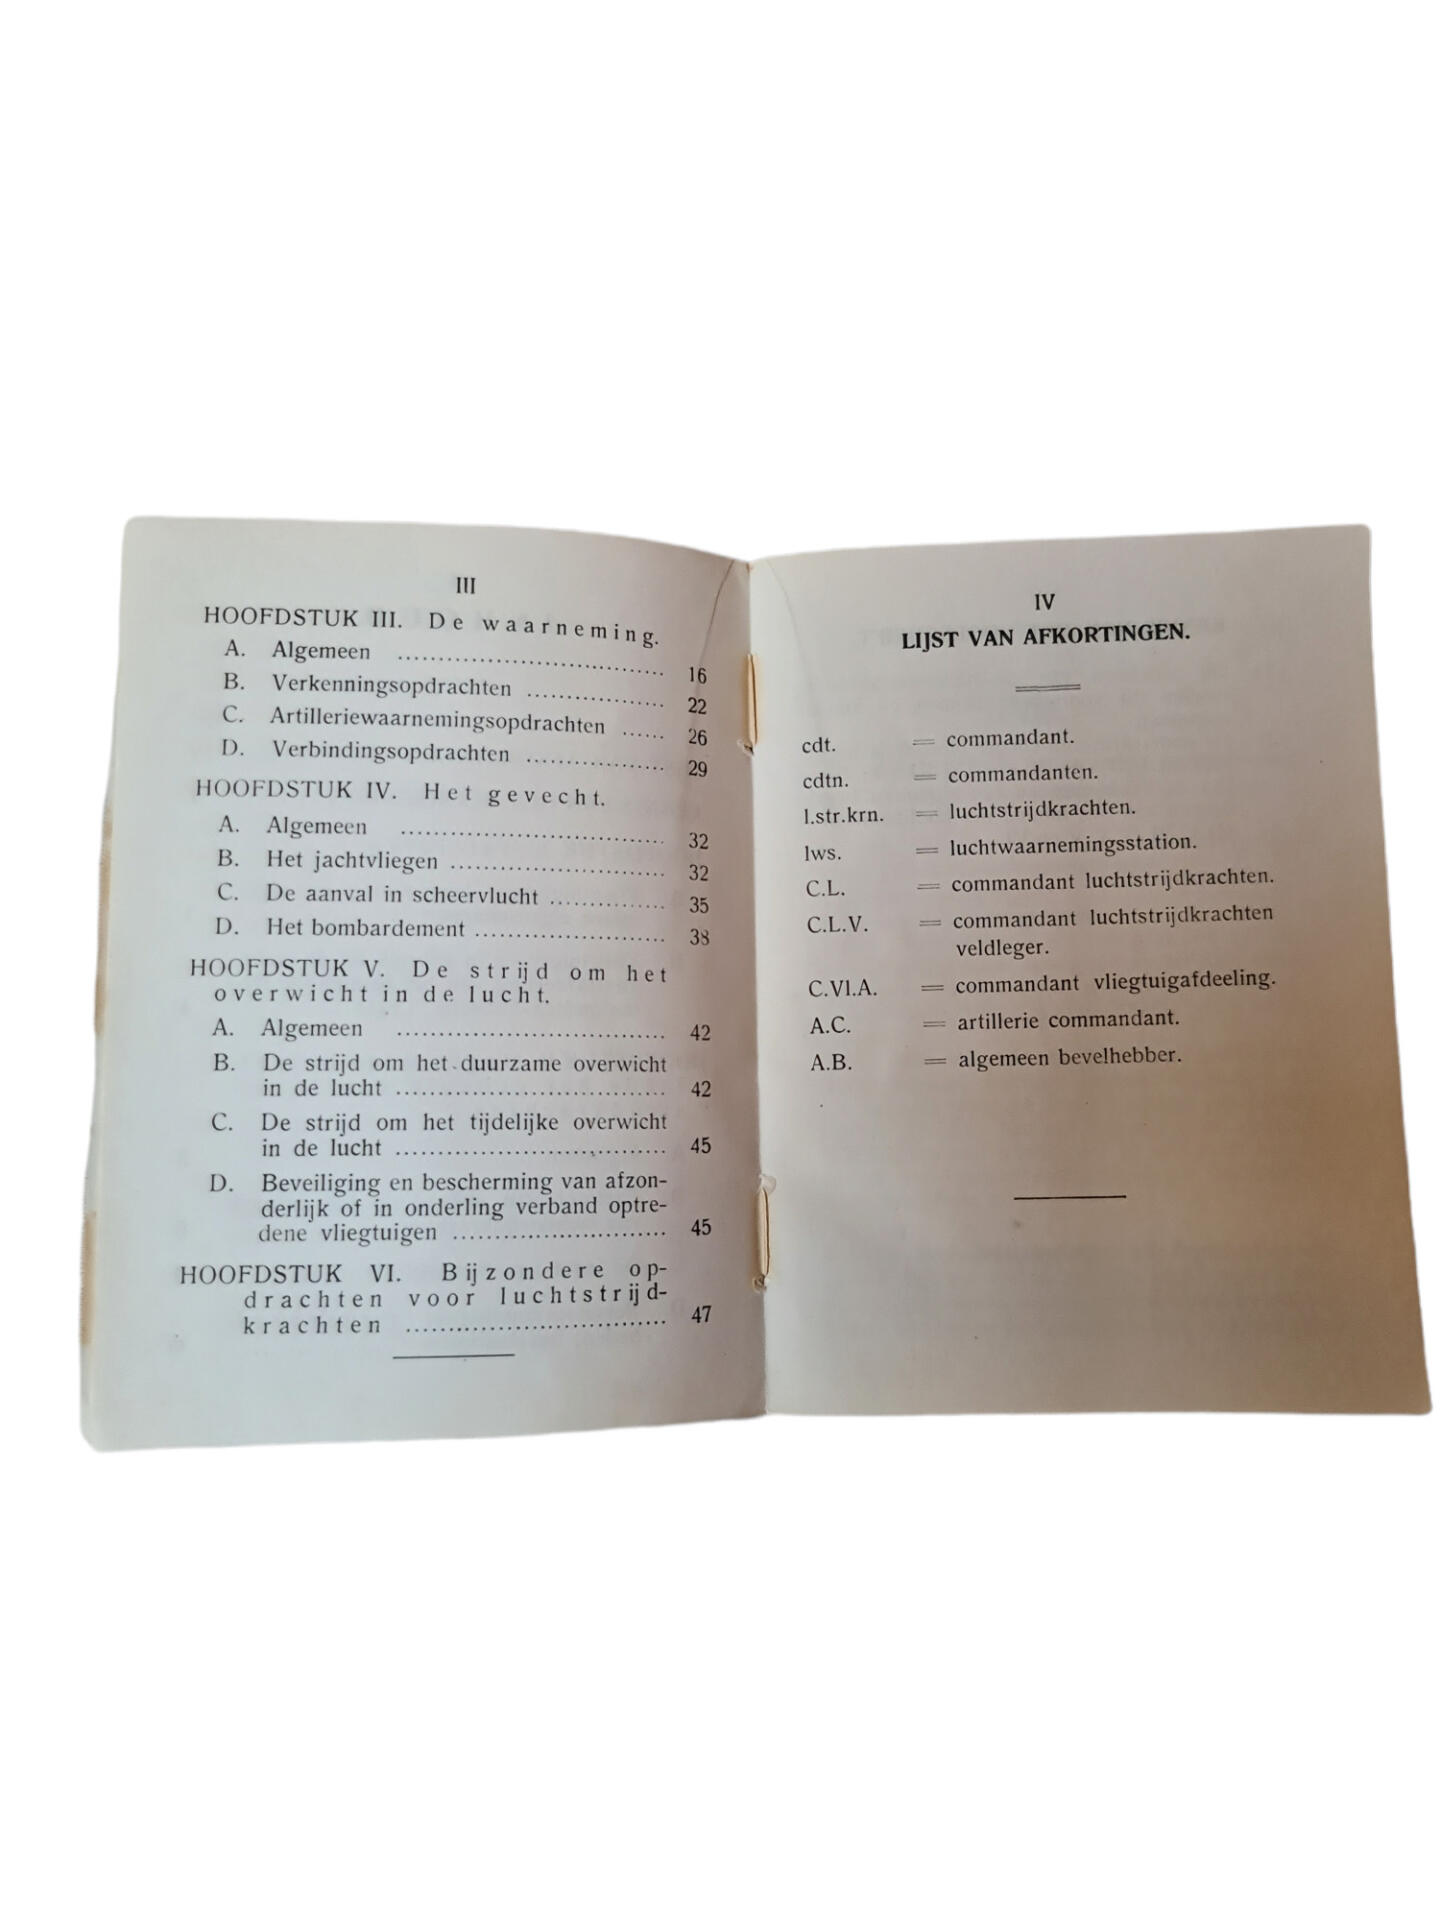 III
HOOFDSTUK III. De waarneming.
A. Algemeen ........................ 16
B. Verkenningsopdrachten ............ 22
C. Artilleriewaarnemingsopdrachten ...... 26
D. Verbindingsopdrachten ............ 29
HOOFDSTUK IV. Het gevecht.
A. Algemeen ........................ 32
B. Het jachtvliegen .................. 32
C. De aanval in scheervlucht ............ 35
D. Het bombardement .................. 38
HOOFDSTUK V. De strijd om het
overwicht in de lucht.
A. Algemeen ........................ 42
B. De strijd om het duurzame overwicht
in de lucht ........................ 42
C. De strijd om het tijdelijke overwicht
in de lucht ........................ 45
D. Beveiliging en bescherming van afzon-
derlijk of in onderling verband optre-
dene vliegtuigen .................. 45
HOOFDSTUK VI. Bijzondere op-
drachten voor luchtstrijd-
krachten ........................ 47
IV
LIJST VAN AFKORTINGEN.
cdt. = commandant.
cdtn. = commandanten.
l.str.krn. = luchtstrijdkrachten.
lws. = luchtwaarnemingsstation.
C.L. = commandant luchtstrijdkrachten.
C.L.V. = commandant luchtstrijdkrachten
veldleger.
C.Vl.A. = commandant vliegtuigafdeeling.
A.C. = artillerie commandant.
A.B. = algemeen bevelhebber.